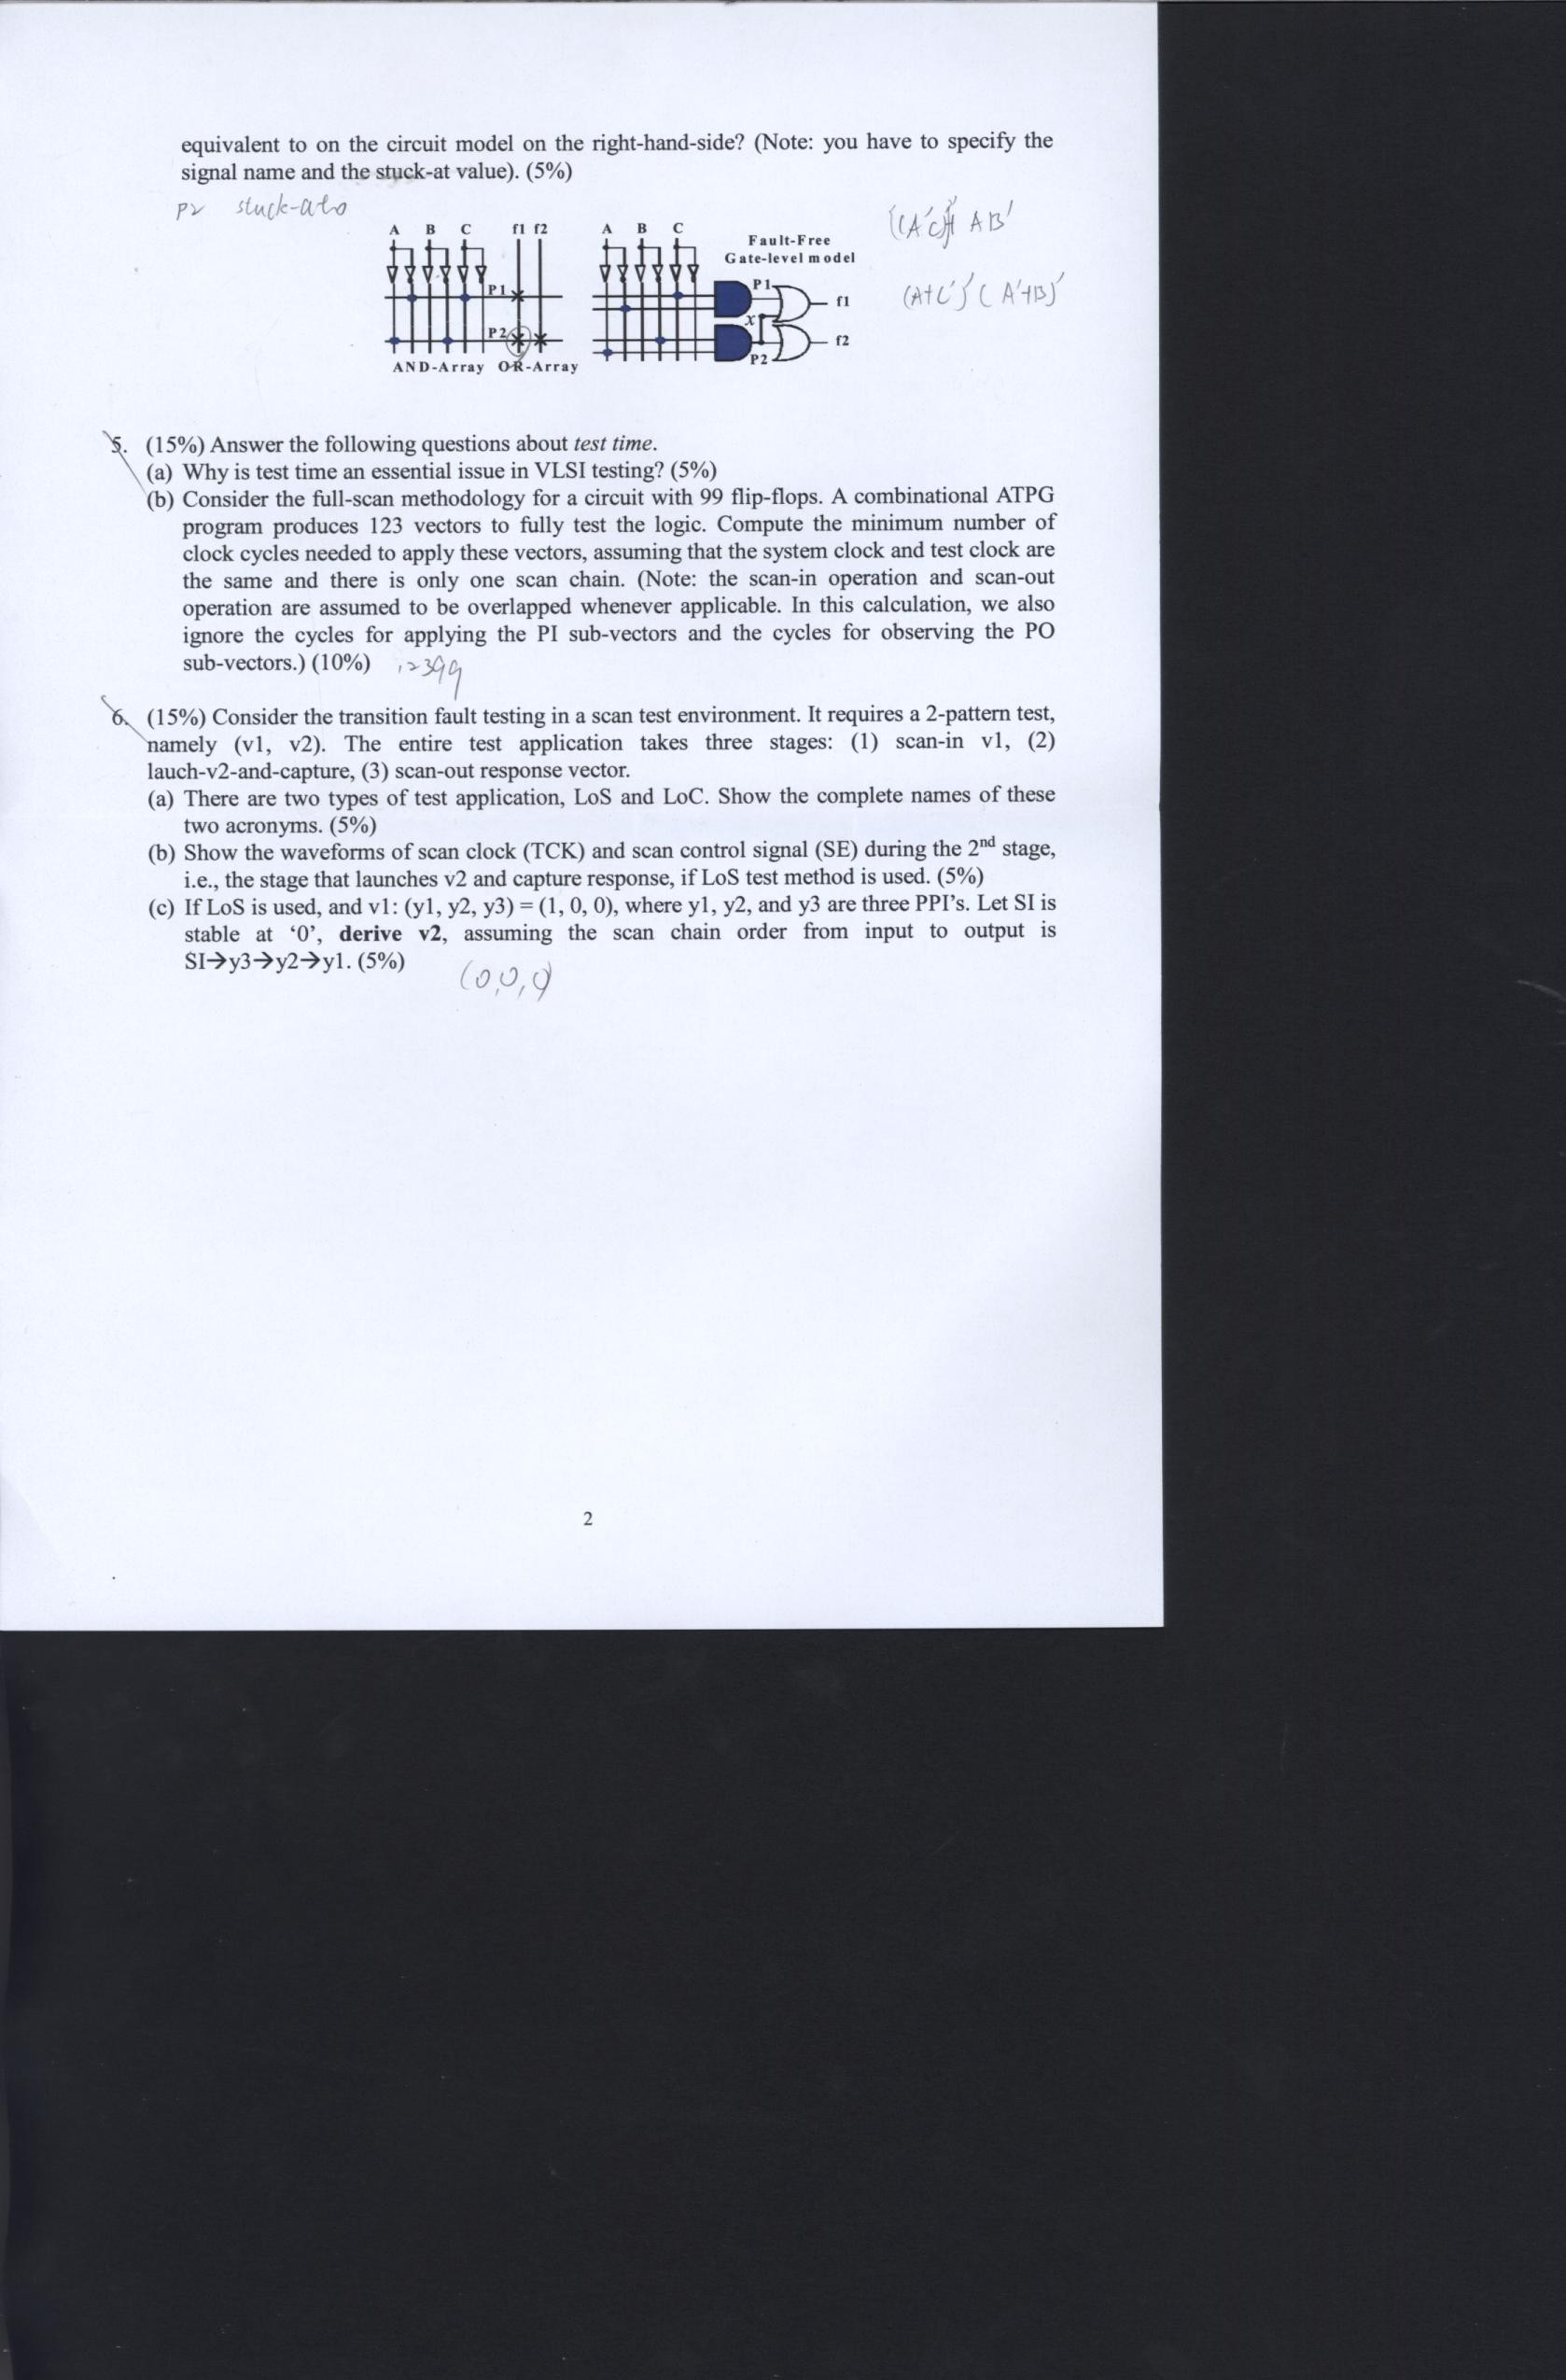 equivalent to on the circuit model on the right-hand-side? (Note: you have to specify the
signal name and the stuck-at value). (5%)
P2 stuck-at 0
A B C f1 f2 A B C
Fault-Free
Gate-level model
P1 P1 f1
x
P2 f2
P2
AND-Array OR-Array
AB'
(A+C')' (A'+B)'
5. (15%) Answer the following questions about test time.
(a) Why is test time an essential issue in VLSI testing? (5%)
(b) Consider the full-scan methodology for a circuit with 99 flip-flops. A combinational ATPG
program produces 123 vectors to fully test the logic. Compute the minimum number of
clock cycles needed to apply these vectors, assuming that the system clock and test clock are
the same and there is only one scan chain. (Note: the scan-in operation and scan-out
operation are assumed to be overlapped whenever applicable. In this calculation, we also
ignore the cycles for applying the PI sub-vectors and the cycles for observing the PO
sub-vectors.) (10%) 12399
6. (15%) Consider the transition fault testing in a scan test environment. It requires a 2-pattern test,
namely (v1, v2). The entire test application takes three stages: (1) scan-in v1, (2)
lauch-v2-and-capture, (3) scan-out response vector.
(a) There are two types of test application, LoS and LoC. Show the complete names of these
two acronyms. (5%)
(b) Show the waveforms of scan clock (TCK) and scan control signal (SE) during the 2nd stage,
i.e., the stage that launches v2 and capture response, if LoS test method is used. (5%)
(c) If LoS is used, and v1: (y1, y2, y3) = (1, 0, 0), where y1, y2, and y3 are three PPI's. Let SI is
stable at ‘0’, derive v2, assuming the scan chain order from input to output is
SI→y3→y2→y1. (5%)
(0,0,0)
2